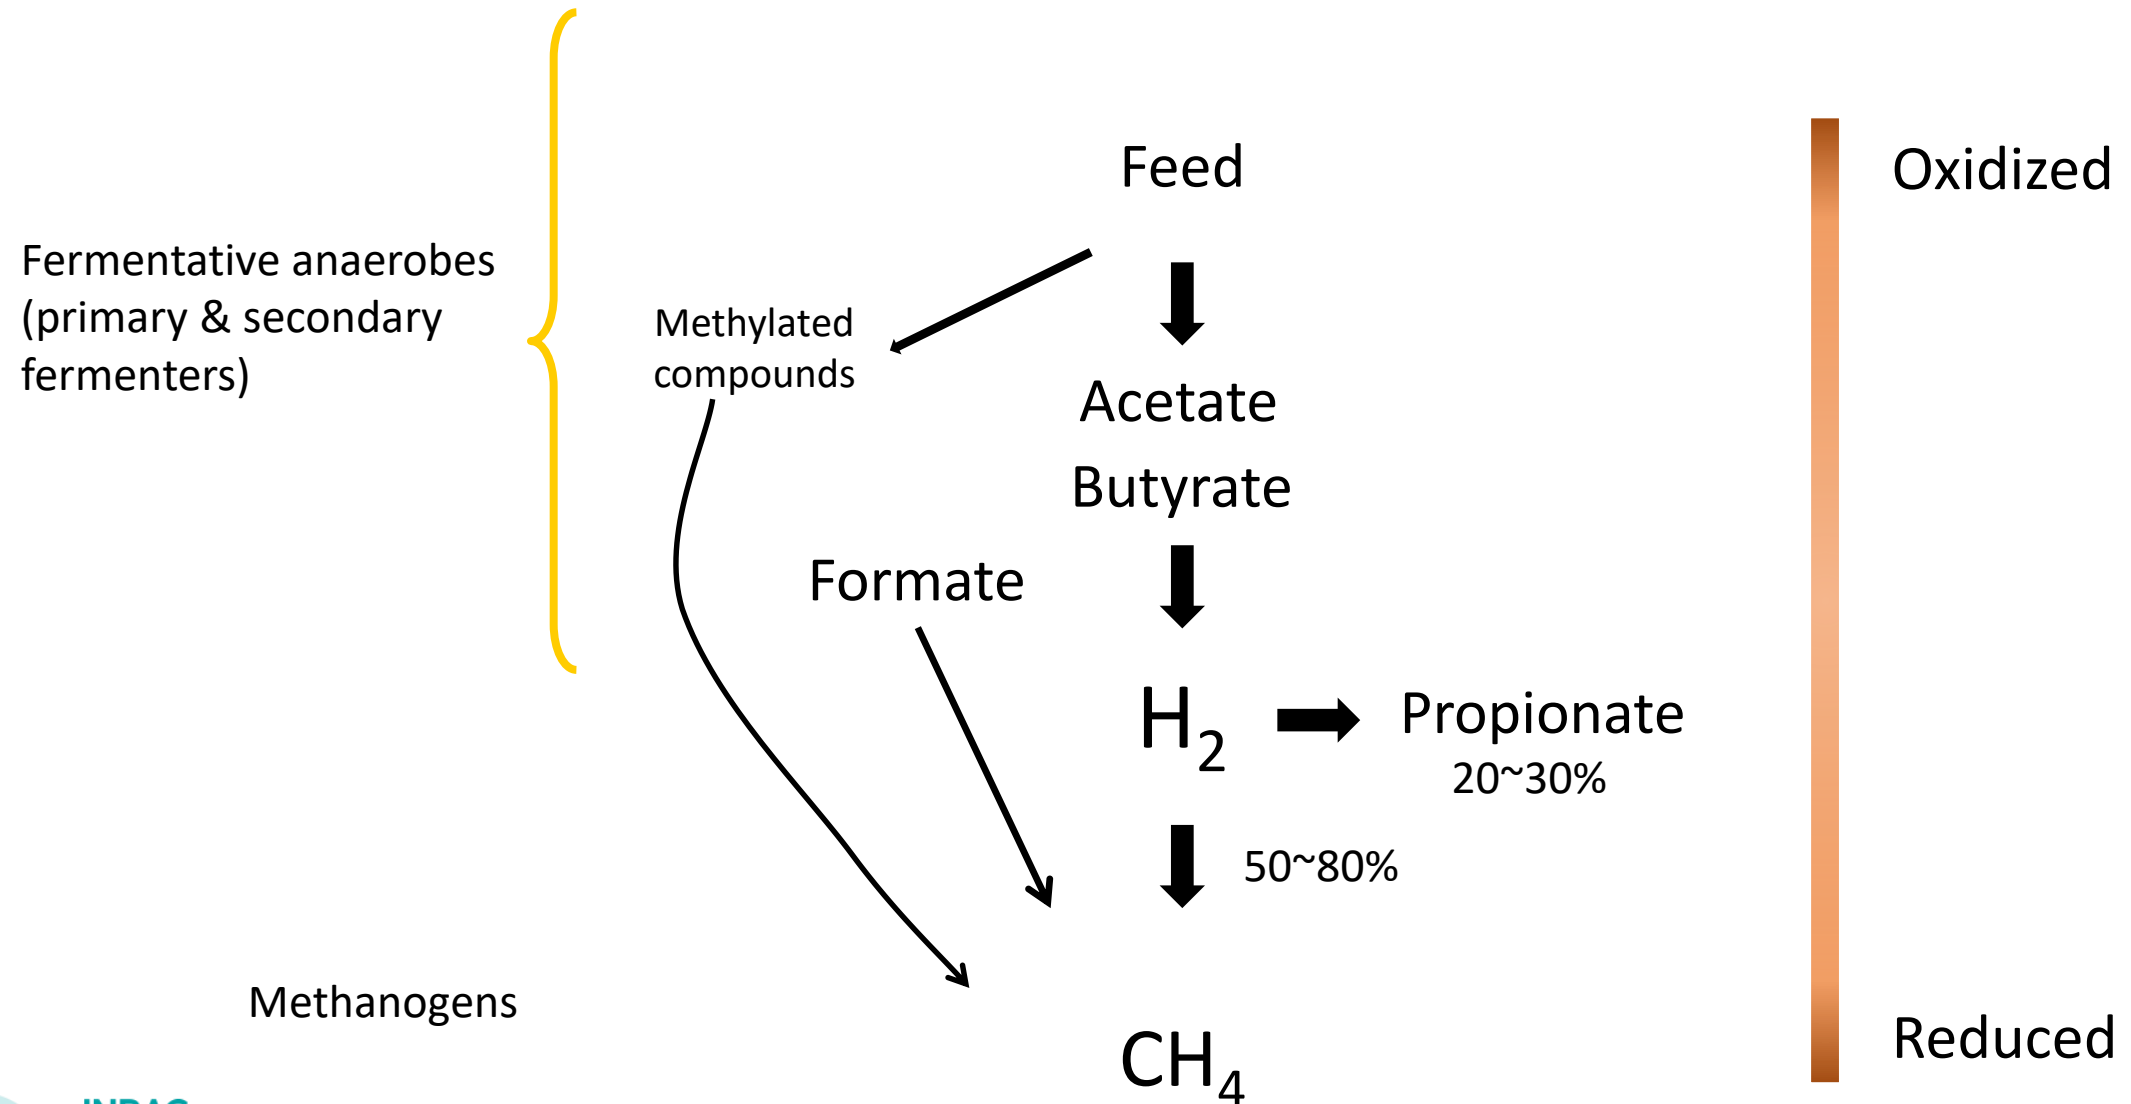 Feed
Oxidized
Fermentative anaerobes
(primary & secondary
fermenters)
Methylated
compounds
Acetate
Butyrate
Formate
H2
Propionate
20~30%
50~80%
Methanogens
CH4
Reduced